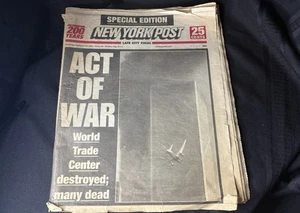 SPECIAL EDITION
200
YEARS
NEW YORK POST
25
LATE CITY FINAL
ACT
OF
WAR
World
Trade
Center
destroyed;
many dead